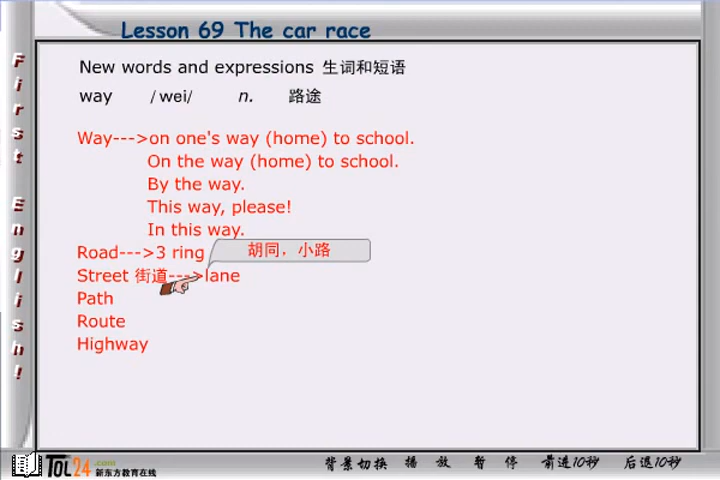 Lesson 69 The car race
First English!
New words and expressions 生词和短语
way /wei/ n. 路途
Way--->on one's way (home) to school.
On the way (home) to school.
By the way.
This way, please!
In this way.
Road--->3 ring
胡同，小路
Street 街道--->lane
Path
Route
Highway
TOL24.com 新东方教育在线
背景切换 播放 暂停 前进10秒 后退10秒